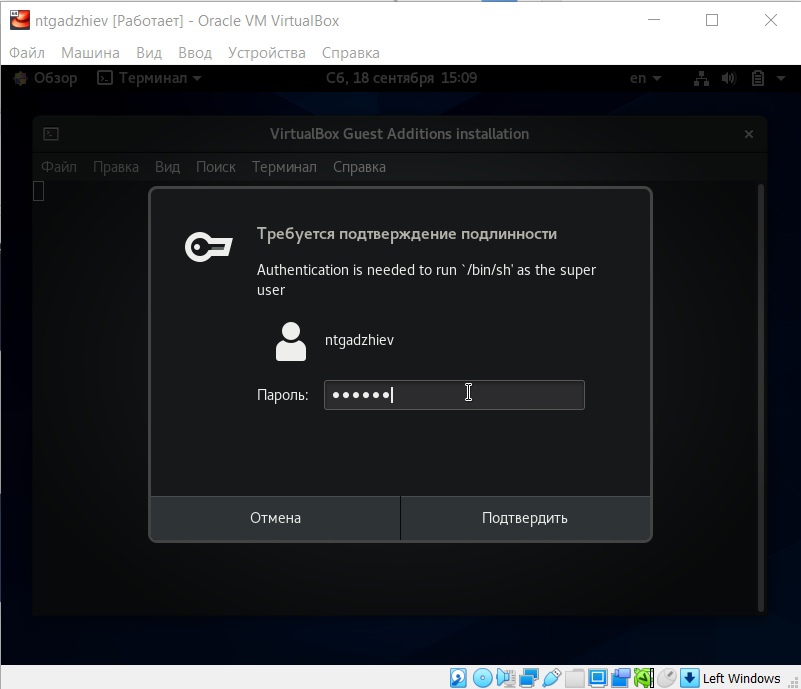 ntgadzhiev [Работает] - Oracle VM VirtualBox
Файл Машина Вид Ввод Устройства Справка
Обзор Терминал Сб, 18 сентября 15:09 en
VirtualBox Guest Additions installation
Файл Правка Вид Поиск Терминал Справка
Требуется подтверждение подлинности
Authentication is needed to run `/bin/sh' as the super
user
ntgadzhiev
Пароль: ••••••
Отмена Подтвердить
Left Windows